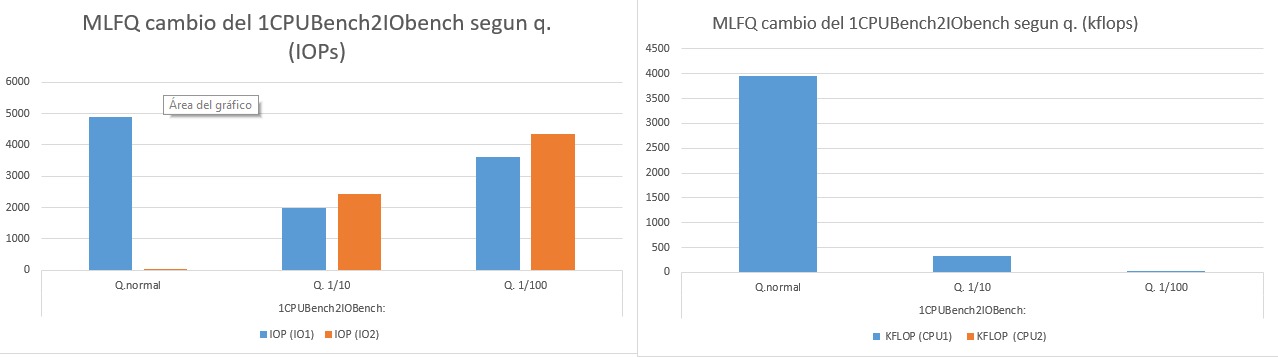 MLFQ cambio del 1CPUBench2IObench segun q.
(IOPs)
6000
5000
4000
3000
2000
1000
0
Área del gráfico
Q.normal
Q. 1/10
Q. 1/100
1CPUBench2IOBench:
IOP (IO1)
IOP (IO2)
MLFQ cambio del 1CPUBench2IObench segun q. (kflops)
4500
4000
3500
3000
2500
2000
1500
1000
500
0
Q.normal
Q. 1/10
Q. 1/100
1CPUBench2IOBench:
KFLOP (CPU1)
KFLOP (CPU2)